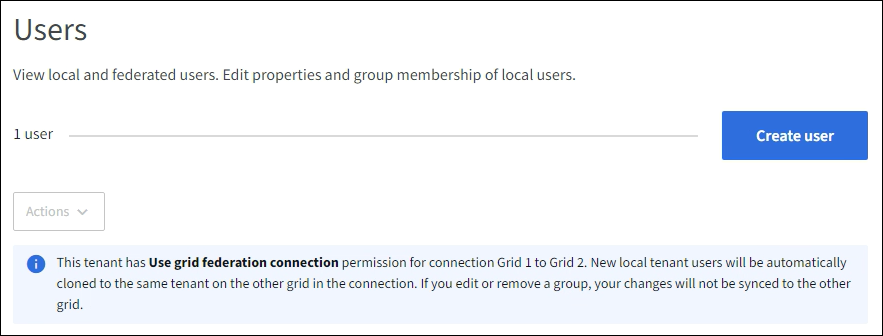 Users
View local and federated users. Edit properties and group membership of local users.
1 user
Create user
Actions
This tenant has Use grid federation connection permission for connection Grid 1 to Grid 2. New local tenant users will be automatically
cloned to the same tenant on the other grid in the connection. If you edit or remove a group, your changes will not be synced to the other
grid.